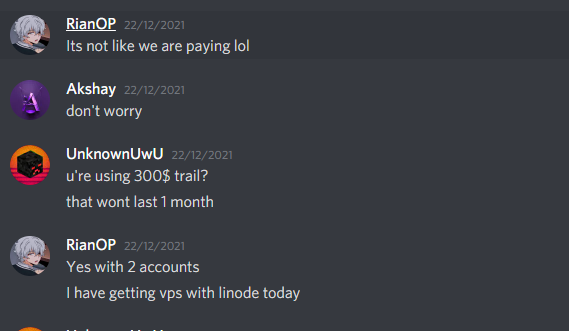 RianOP 22/12/2021
Its not like we are paying lol
Akshay 22/12/2021
don't worry
UnknownUwU 22/12/2021
u're using 300$ trail?
that wont last 1 month
RianOP 22/12/2021
Yes with 2 accounts
I have getting vps with linode today